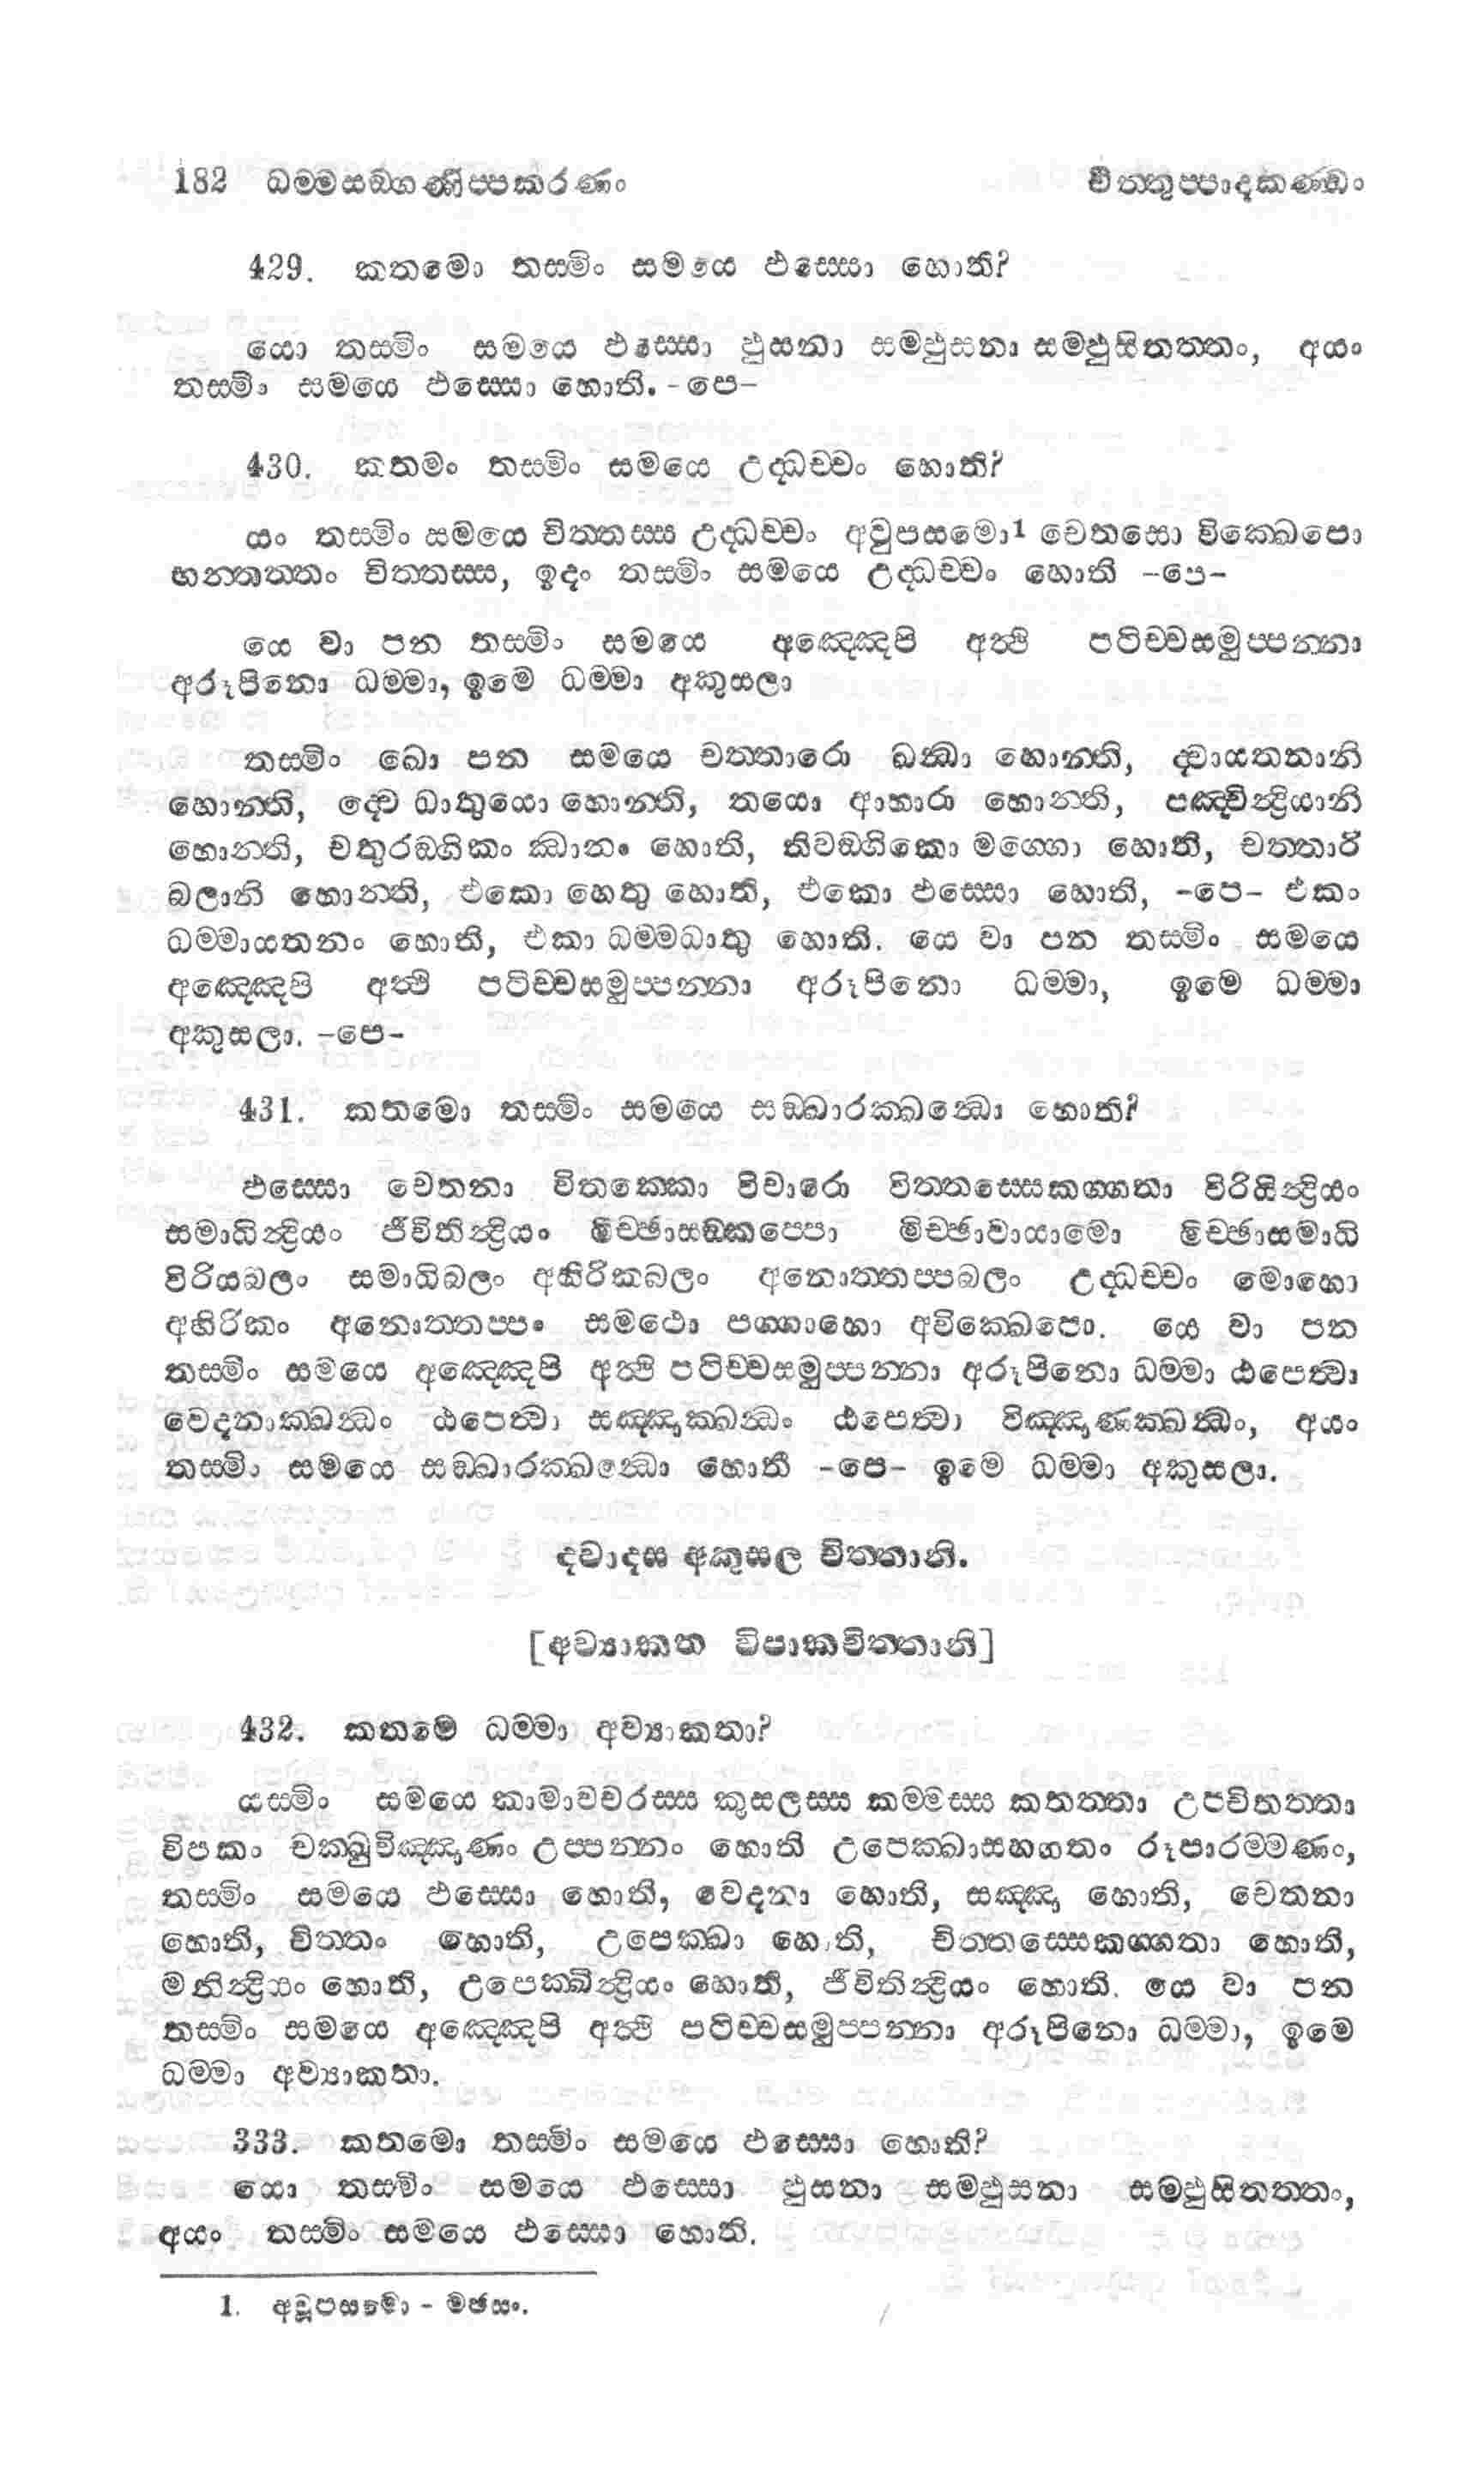 182 ධම්මසඞ්ගණිප්පකරණං චිත්තුප්පාදකණ්ඩං
429. කතමො තස්මිං සමයෙ ඵස්සො හොති?
යො තස්මිං සමයෙ ඵස්සො ඵුසනා සම්ඵුසනා සම්ඵුසිතත්තං, අයං
තස්මිං සමයෙ ඵස්සො හොති. -පෙ-
430. කතමං තස්මිං සමයෙ උද්ධච්චං හොති?
යං තස්මිං සමයෙ චිත්තස්ස උද්ධච්චං අවුපසමො1 චෙතසො වික්ඛෙපො
භන්තත්තං චිත්තස්ස, ඉදං තස්මිං සමයෙ උද්ධච්චං හොති -පෙ-
යෙ වා පන තස්මිං සමයෙ අඤ්ඤෙපි අත්ථි පටිච්චසමුප්පන්නා
අරූපිනො ධම්මා, ඉමෙ ධම්මා අකුසලා
තස්මිං ඛො පන සමයෙ චත්තාරො ඛන්ධා හොන්ති, ද්වායතනානි
හොන්ති, ද්වෙ ධාතුයො හොන්ති, තයො ආහාරා හොන්ති, පඤ්චින්ද්‍රියානි
හොන්ති, චතුරඞ්ගිකං ඣානං හොති, තිවඞ්ගිකො මග්ගො හොති, චත්තාරි
බලානි හොන්ති, එකො හෙතු හොති, එකො ඵස්සො හොති, -පෙ- එකං
ධම්මායතනං හොති, එකා ධම්මධාතු හොති. යෙ වා පන තස්මිං සමයෙ
අඤ්ඤෙපි අත්ථි පටිච්චසමුප්පන්නා අරූපිනො ධම්මා, ඉමෙ ධම්මා
අකුසලා. -පෙ-
431. කතමො තස්මිං සමයෙ සඞ්ඛාරක්ඛන්ධො හොති?
ඵස්සො චෙතනා විතක්කො විචාරො චිත්තස්සෙකග්ගතා විරියින්ද්‍රියං
සමාධින්ද්‍රියං ජීවිතින්ද්‍රියං මිච්ඡාසඞ්කප්පො මිච්ඡාවායාමො මිච්ඡාසමාධි
විරියබලං සමාධිබලං අහිරිකබලං අනොත්තප්පබලං උද්ධච්චං මොහො
අහිරිකං අනොත්තප්පං සමථො පග්ගාහො අවික්ඛෙපො. යෙ වා පන
තස්මිං සමයෙ අඤ්ඤෙපි අත්ථි පටිච්චසමුප්පන්නා අරූපිනො ධම්මා ඨපෙත්වා
වෙදනාක්ඛන්ධං ඨපෙත්වා සඤ්ඤාක්ඛන්ධං ඨපෙත්වා විඤ්ඤාණක්ඛන්ධං, අයං
තස්මිං සමයෙ සඞ්ඛාරක්ඛන්ධො හොති -පෙ- ඉමෙ ධම්මා අකුසලා.
ද්වාදස අකුසල චිත්තානි.
[අව්‍යාකත විපාකචිත්තානි]
432. කතමෙ ධම්මා අව්‍යාකතා?
යස්මිං සමයෙ කාමාවචරස්ස කුසලස්ස කම්මස්ස කතත්තා උපචිතත්තා
විපාකං චක්ඛුවිඤ්ඤාණං උප්පන්නං හොති උපෙක්ඛාසහගතං රූපාරම්මණං,
තස්මිං සමයෙ ඵස්සො හොති, වෙදනා හොති, සඤ්ඤා හොති, චෙතනා
හොති, චිත්තං හොති, උපෙක්ඛා හොති, චිත්තස්සෙකග්ගතා හොති,
මනින්ද්‍රියං හොති, උපෙක්ඛින්ද්‍රියං හොති, ජීවිතින්ද්‍රියං හොති. යෙ වා පන
තස්මිං සමයෙ අඤ්ඤෙපි අත්ථි පටිච්චසමුප්පන්නා අරූපිනො ධම්මා, ඉමෙ
ධම්මා අව්‍යාකතා.
333. කතමො තස්මිං සමයෙ ඵස්සො හොති?
යො තස්මිං සමයෙ ඵස්සො ඵුසනා සම්ඵුසනා සම්ඵුසිතත්තං,
අයං තස්මිං සමයෙ ඵස්සො හොති.
1. අවූපසමො - මඡසං.